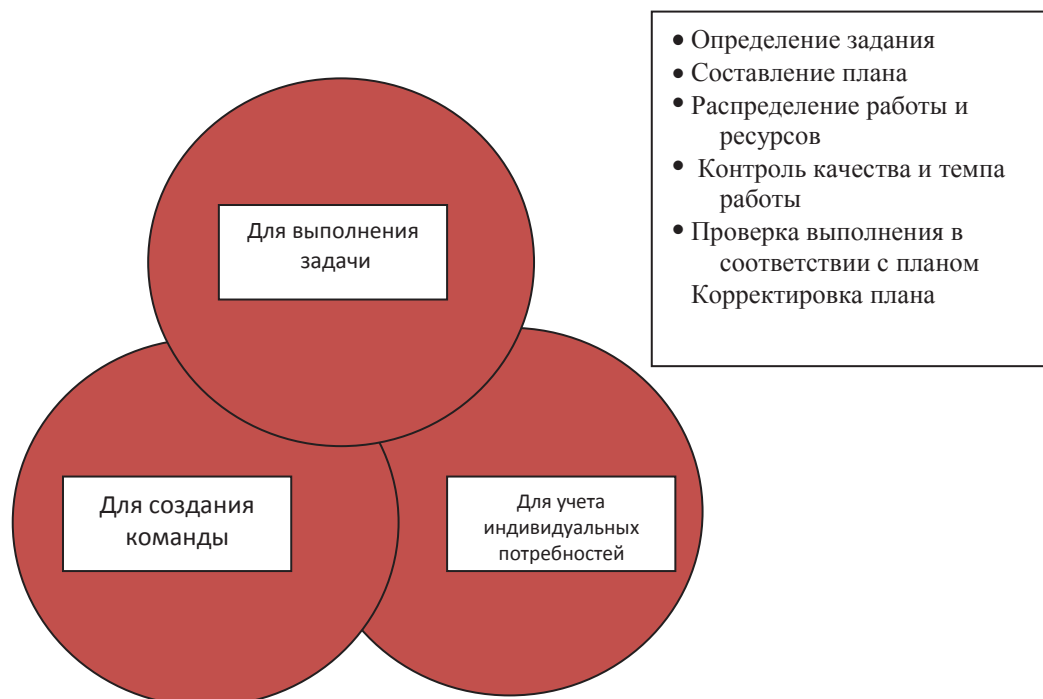 • Определение задания
• Составление плана
• Распределение работы и
ресурсов
• Контроль качества и темпа
работы
• Проверка выполнения в
соответствии с планом
Корректировка плана
Для выполнения
задачи
Для создания
команды
Для учета
индивидуальных
потребностей